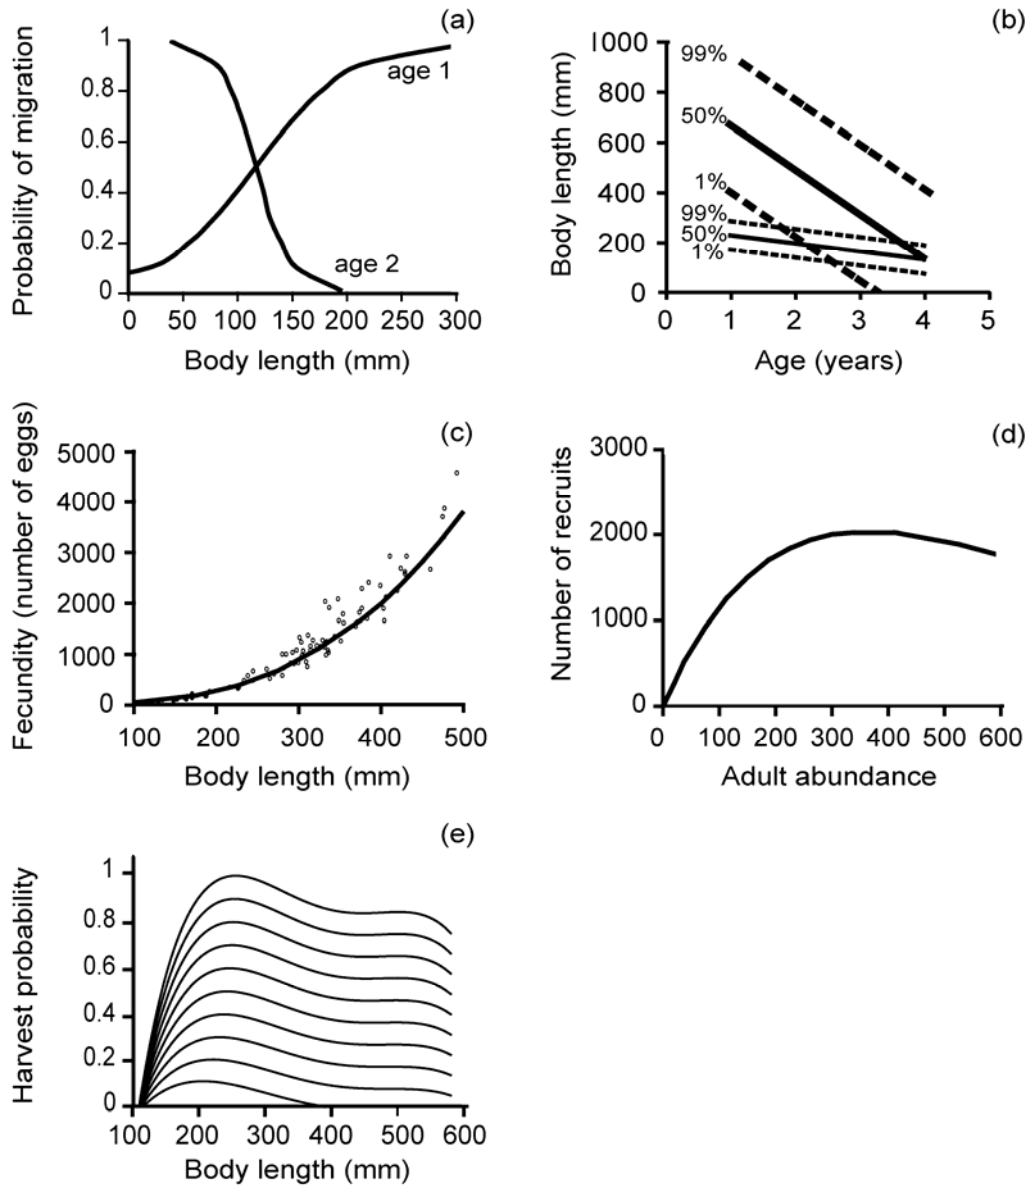 (a)
Probability of migration
1
0.8
0.6
0.4
0.2
0
age 1
age 2
0 50 100 150 200 250 300
Body length (mm)
(b)
Body length (mm)
1000
800
600
400
200
0
99%
50%
1%
99%
50%
1%
0 1 2 3 4 5
Age (years)
(c)
Fecundity (number of eggs)
5000
4000
3000
2000
1000
0
100 200 300 400 500
Body length (mm)
(d)
Number of recruits
3000
2000
1000
0
0 100 200 300 400 500 600
Adult abundance
(e)
Harvest probability
1
0.8
0.6
0.4
0.2
0
100 200 300 400 500 600
Body length (mm)